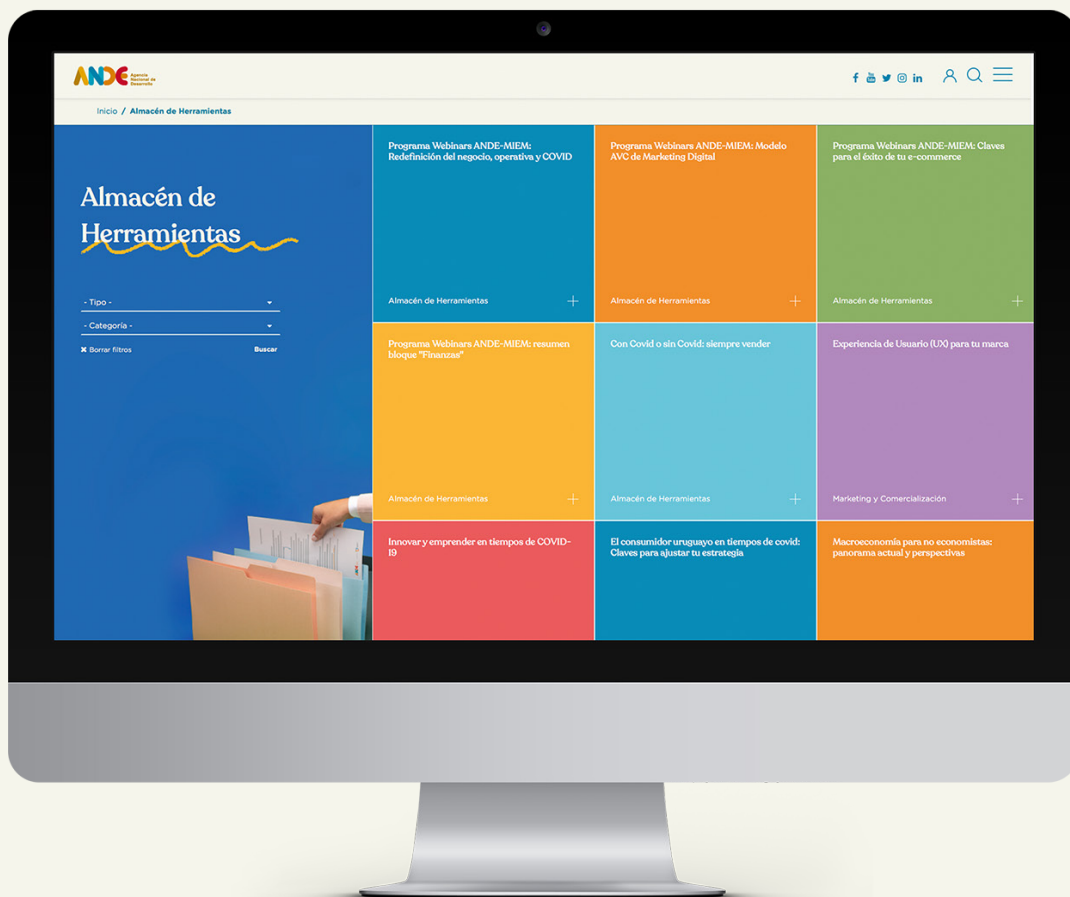 ANDE
Agencia
Nacional de
Desarrollo
Inicio / Almacén de Herramientas
Almacén de
Herramientas
- Tipo -
- Categoría -
Borrar filtros
Buscar
Programa Webinars ANDE-MIEM:
Redefinición del negocio, operativa y COVID
Almacén de Herramientas
Programa Webinars ANDE-MIEM: Modelo
AVC de Marketing Digital
Almacén de Herramientas
Programa Webinars ANDE-MIEM: Claves
para el éxito de tu e-commerce
Almacén de Herramientas
Programa Webinars ANDE-MIEM: resumen
bloque "Finanzas"
Almacén de Herramientas
Con Covid o sin Covid: siempre vender
Almacén de Herramientas
Experiencia de Usuario (UX) para tu marca
Marketing y Comercialización
Innovar y emprender en tiempos de COVID-
19
El consumidor uruguayo en tiempos de covid:
Claves para ajustar tu estrategia
Macroeconomía para no economistas:
panorama actual y perspectivas